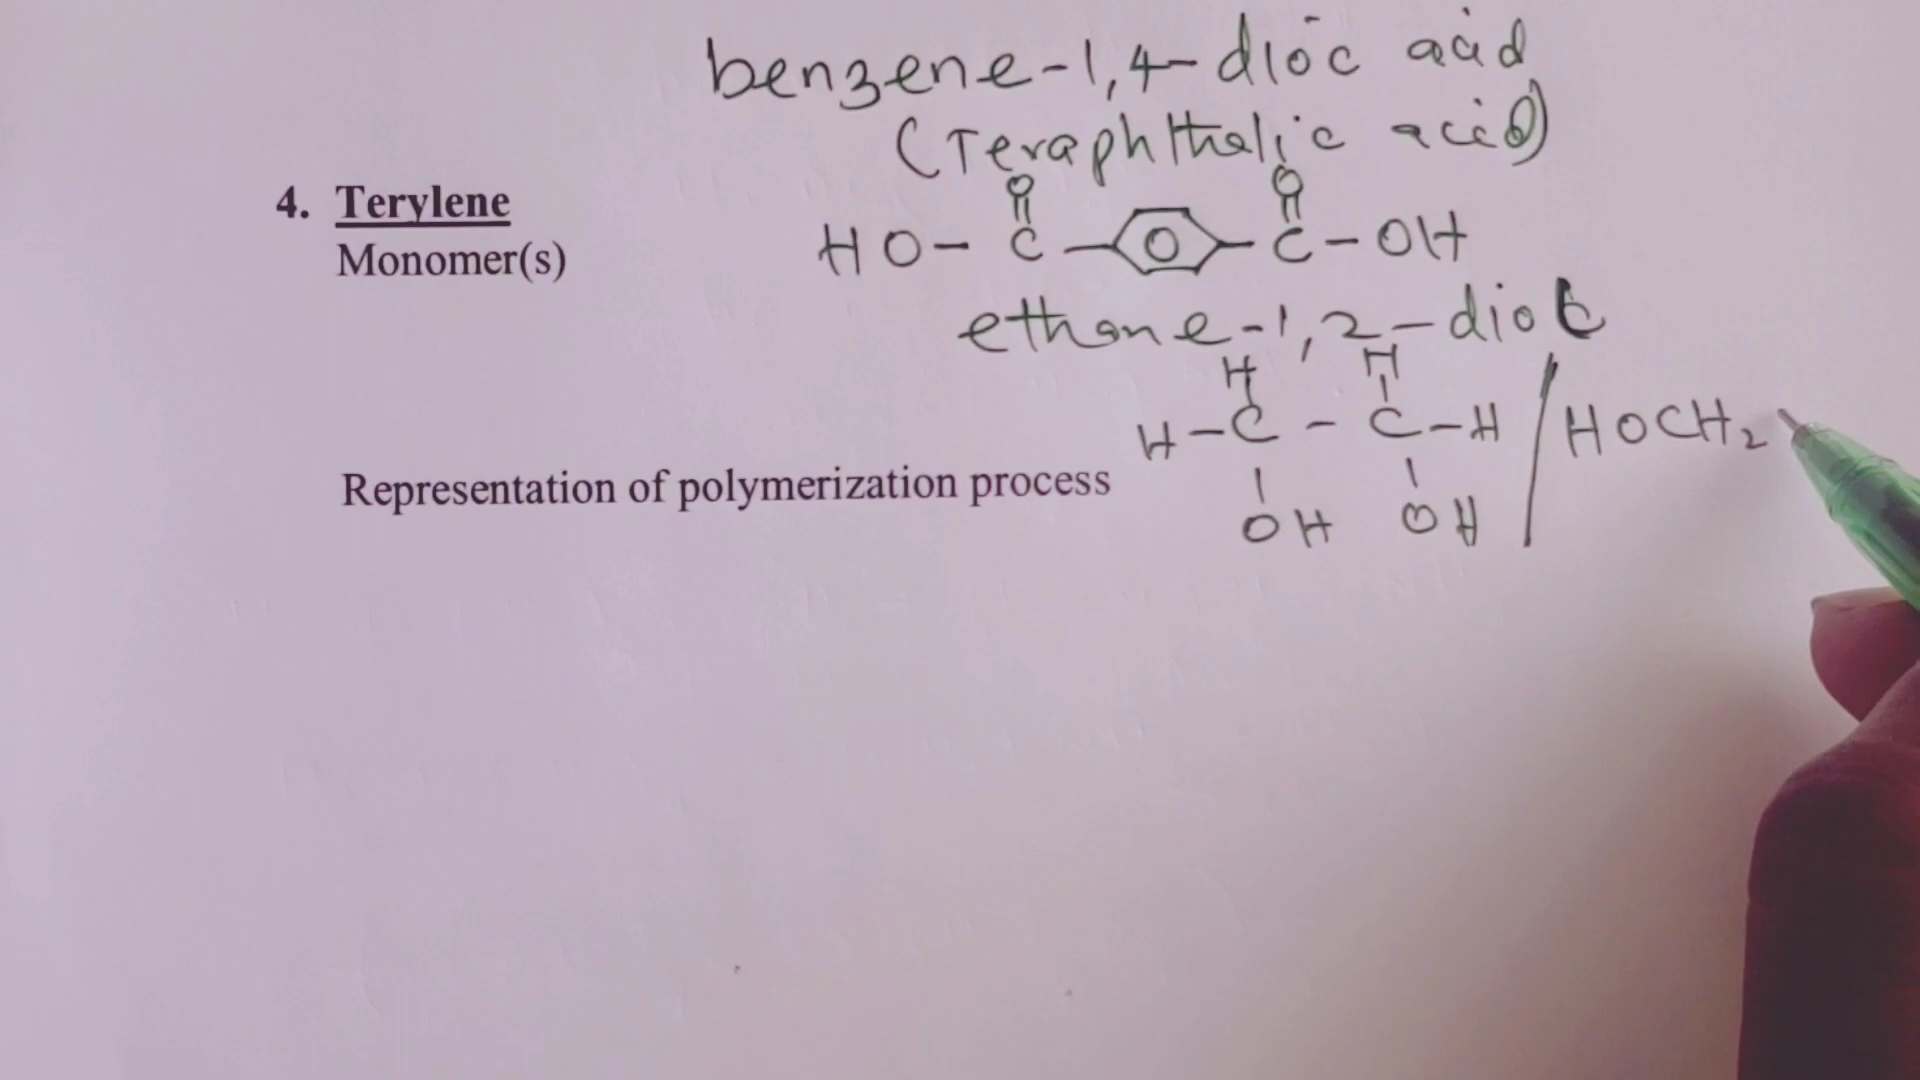 benzene-1,4-dioc acid
(Teraphthalic acid)
4. Terylene
O O
Monomer(s) HO-C-O-C-OH
ethane-1,2-diol
H H
H-C-C-H / HOCH₂
Representation of polymerization process
OH OH